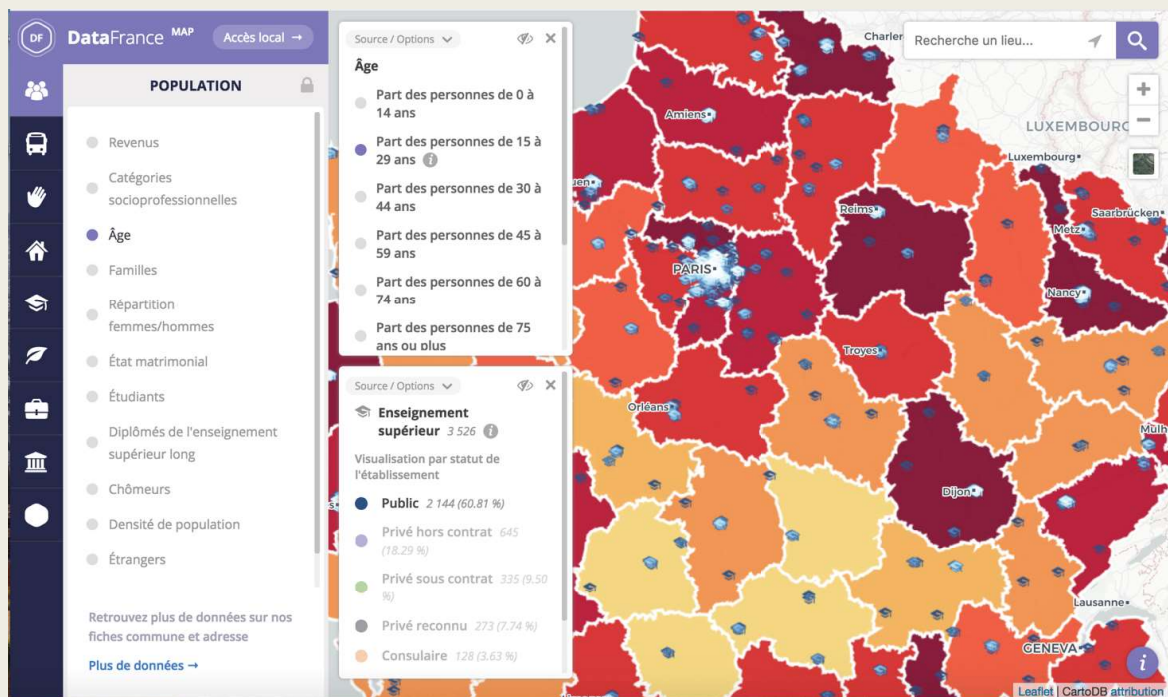 DF
DataFrance MAP
Accès local →
POPULATION
Revenus
Catégories
socioprofessionnelles
Âge
Familles
Répartition
femmes/hommes
État matrimonial
Étudiants
Diplômés de l'enseignement
supérieur long
Chômeurs
Densité de population
Étrangers
Retrouvez plus de données sur nos
fiches commune et adresse
Plus de données →
Source / Options
Âge
Part des personnes de 0 à
14 ans
Part des personnes de 15 à
29 ans i
Part des personnes de 30 à
44 ans
Part des personnes de 45 à
59 ans
Part des personnes de 60 à
74 ans
Part des personnes de 75
ans ou plus
Source / Options
Enseignement
supérieur 3 526 i
Visualisation par statut de
l'établissement
Public 2 144 (60.81 %)
Privé hors contrat 645
(18.29 %)
Privé sous contrat 335 (9.50
%)
Privé reconnu 273 (7.74 %)
Consulaire 128 (3.63 %)
Recherche un lieu...
+
−
Charler
Amiens
LUXEMBOURG
Luxembourg
uen
Reims
Saarbrücken
Metz
PARIS
Nancy
Troyes
Orléans
Mulh
Dijon
Lausanne
GENEVA
i
Leaflet | CartoDB attribution